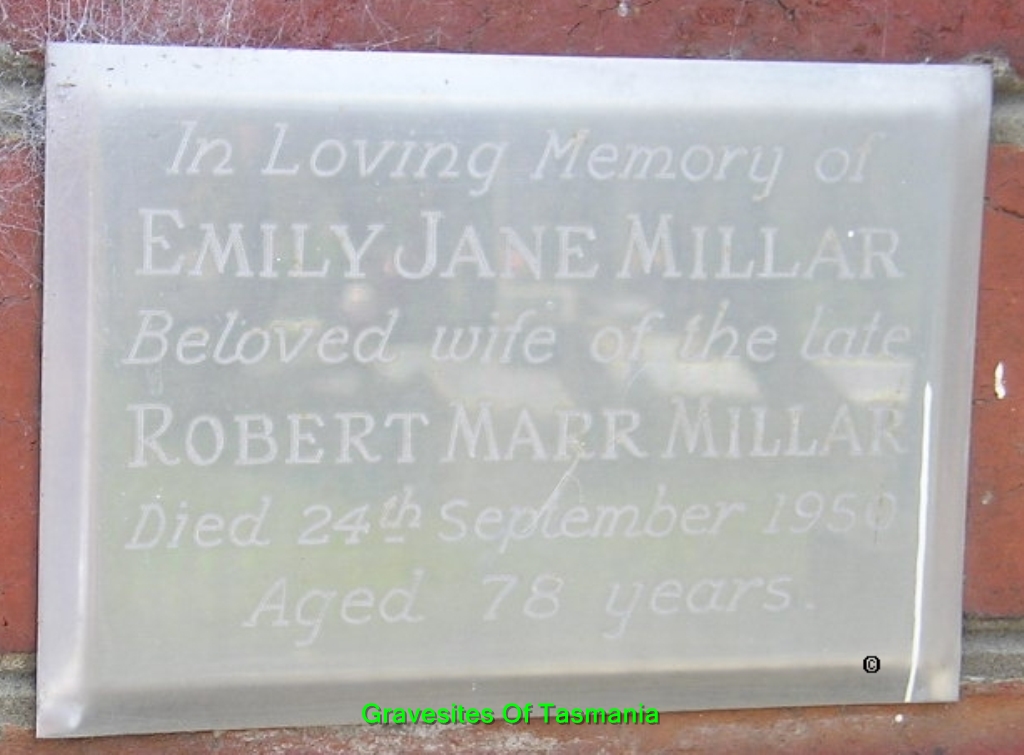 In Loving Memory of
EMILY JANE MILLAR
Beloved wife of the late
ROBERT MARR MILLAR
Died 24th September 1950
Aged 78 years.
©
Gravesites Of Tasmania